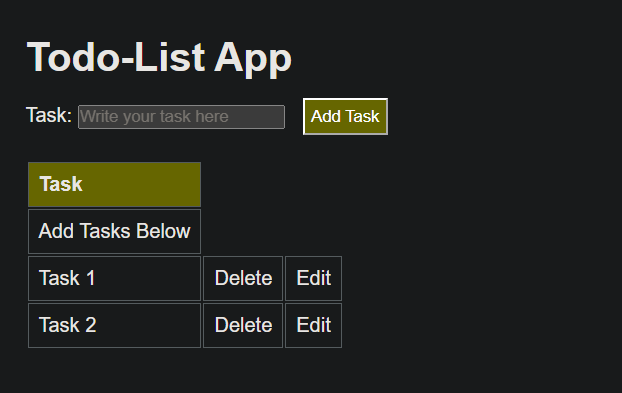 Todo-List App
Task: Write your task here Add Task
Task
Add Tasks Below
Task 1 Delete Edit
Task 2 Delete Edit